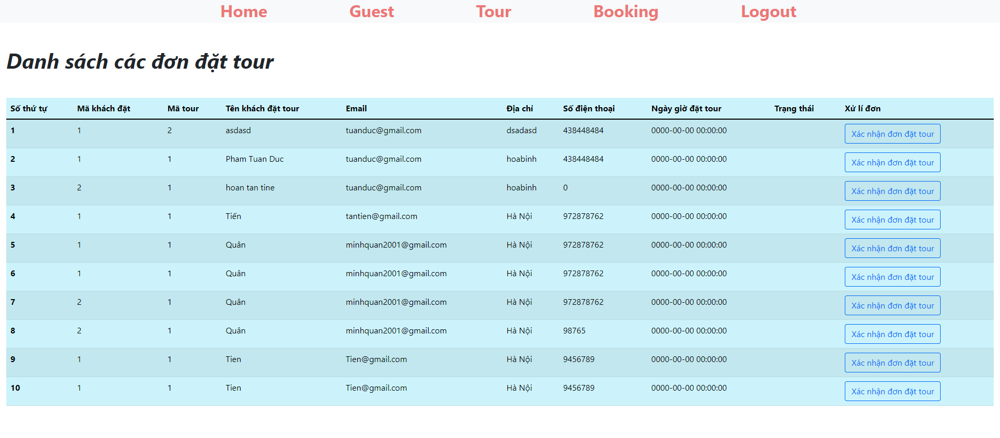 Home Guest Tour Booking Logout
Danh sách các đơn đặt tour
Số thứ tự Mã khách đặt Mã tour Tên khách đặt tour Email Địa chỉ Số điện thoại Ngày giờ đặt tour Trạng thái Xử lí đơn
1 1 2 asdasd tuanduc@gmail.com dsadasd 438448484 0000-00-00 00:00:00 Xác nhận đơn đặt tour
2 1 1 Pham Tuan Duc tuanduc@gmail.com hoabinh 438448484 0000-00-00 00:00:00 Xác nhận đơn đặt tour
3 2 1 hoan tan tine tuanduc@gmail.com hoabinh 0 0000-00-00 00:00:00 Xác nhận đơn đặt tour
4 1 1 Tiến tantien@gmail.com Hà Nội 972878762 0000-00-00 00:00:00 Xác nhận đơn đặt tour
5 1 1 Quân minhquan2001@gmail.com Hà Nội 972878762 0000-00-00 00:00:00 Xác nhận đơn đặt tour
6 1 1 Quân minhquan2001@gmail.com Hà Nội 972878762 0000-00-00 00:00:00 Xác nhận đơn đặt tour
7 2 1 Quân minhquan2001@gmail.com Hà Nội 972878762 0000-00-00 00:00:00 Xác nhận đơn đặt tour
8 2 1 Quân minhquan2001@gmail.com Hà Nội 98765 0000-00-00 00:00:00 Xác nhận đơn đặt tour
9 1 1 Tien Tien@gmail.com Hà Nội 9456789 0000-00-00 00:00:00 Xác nhận đơn đặt tour
10 1 1 Tien Tien@gmail.com Hà Nội 9456789 0000-00-00 00:00:00 Xác nhận đơn đặt tour